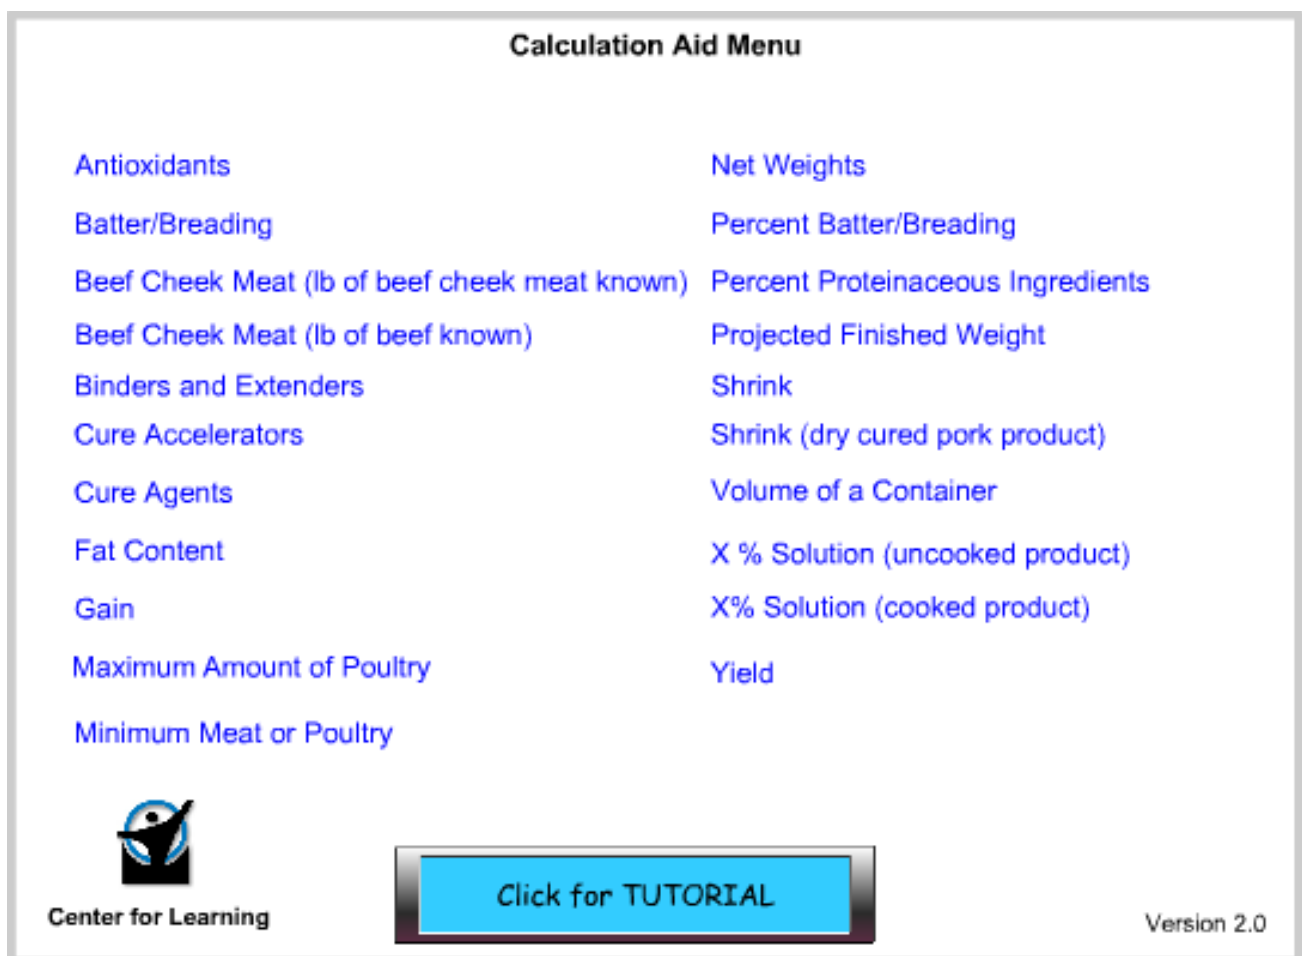 Calculation Aid Menu
Antioxidants
Batter/Breading
Beef Cheek Meat (lb of beef cheek meat known)
Beef Cheek Meat (lb of beef known)
Binders and Extenders
Cure Accelerators
Cure Agents
Fat Content
Gain
Maximum Amount of Poultry
Minimum Meat or Poultry
Net Weights
Percent Batter/Breading
Percent Proteinaceous Ingredients
Projected Finished Weight
Shrink
Shrink (dry cured pork product)
Volume of a Container
X % Solution (uncooked product)
X% Solution (cooked product)
Yield
Center for Learning
Click for TUTORIAL
Version 2.0